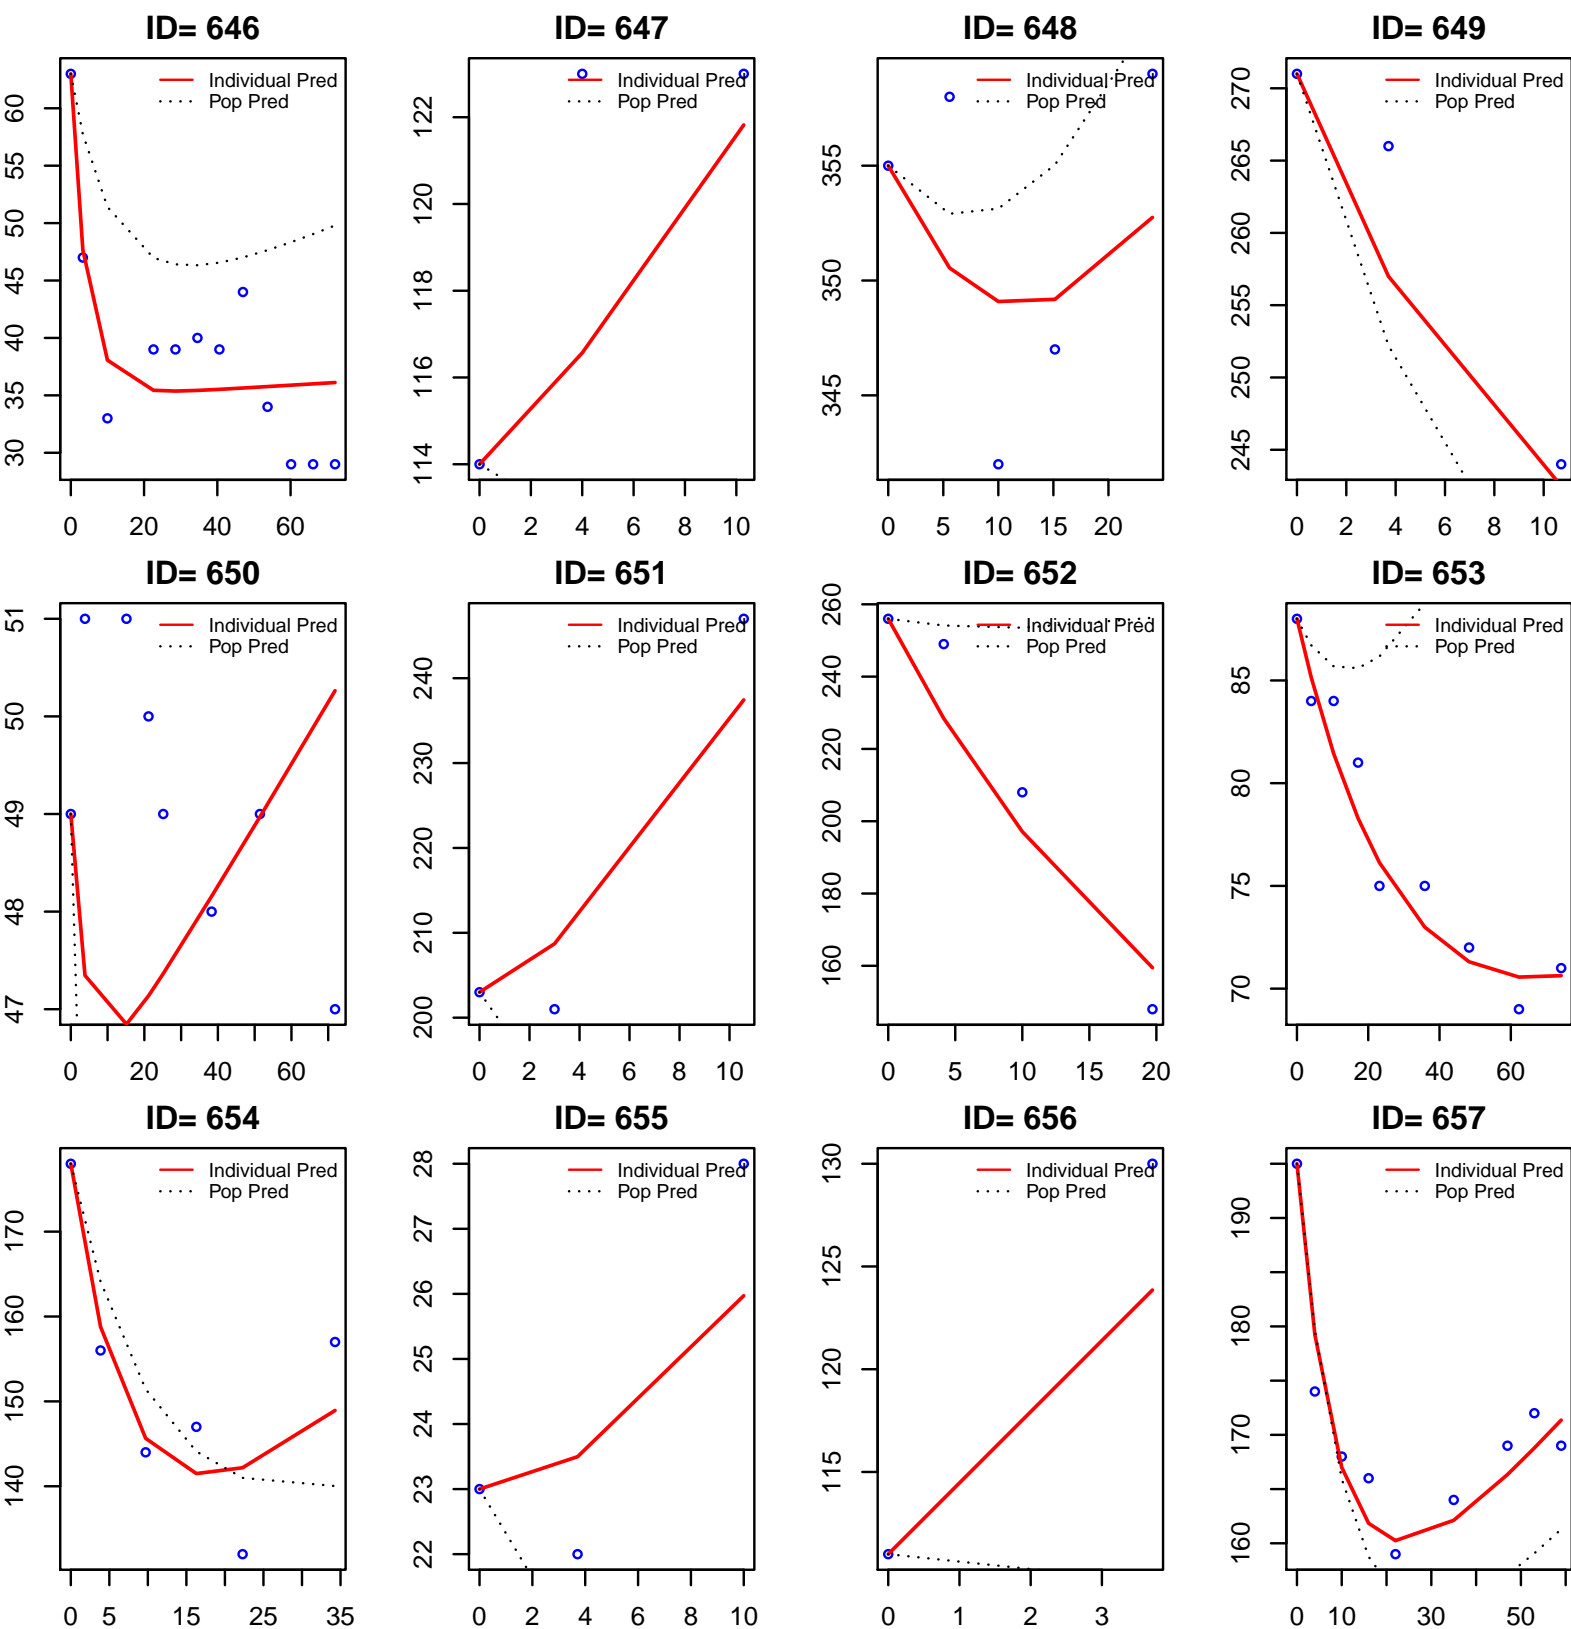 ID= 646
Individual Pred
Pop Pred
30 35 40 45 50 55 60
0 20 40 60
ID= 647
Individual Pred
Pop Pred
114 116 118 120 122
0 2 4 6 8 10
ID= 648
Individual Pred
Pop Pred
345 350 355
0 5 10 15 20
ID= 649
Individual Pred
Pop Pred
245 250 255 260 265 270
0 2 4 6 8 10
ID= 650
Individual Pred
Pop Pred
47 48 49 50 51
0 20 40 60
ID= 651
Individual Pred
Pop Pred
200 210 220 230 240
0 2 4 6 8 10
ID= 652
Individual Pred
Pop Pred
160 180 200 220 240 260
0 5 10 15 20
ID= 653
Individual Pred
Pop Pred
70 75 80 85
0 20 40 60
ID= 654
Individual Pred
Pop Pred
140 150 160 170
0 5 15 25 35
ID= 655
Individual Pred
Pop Pred
22 23 24 25 26 27 28
0 2 4 6 8 10
ID= 656
Individual Pred
Pop Pred
115 120 125 130
0 1 2 3
ID= 657
Individual Pred
Pop Pred
160 170 180 190
0 10 30 50